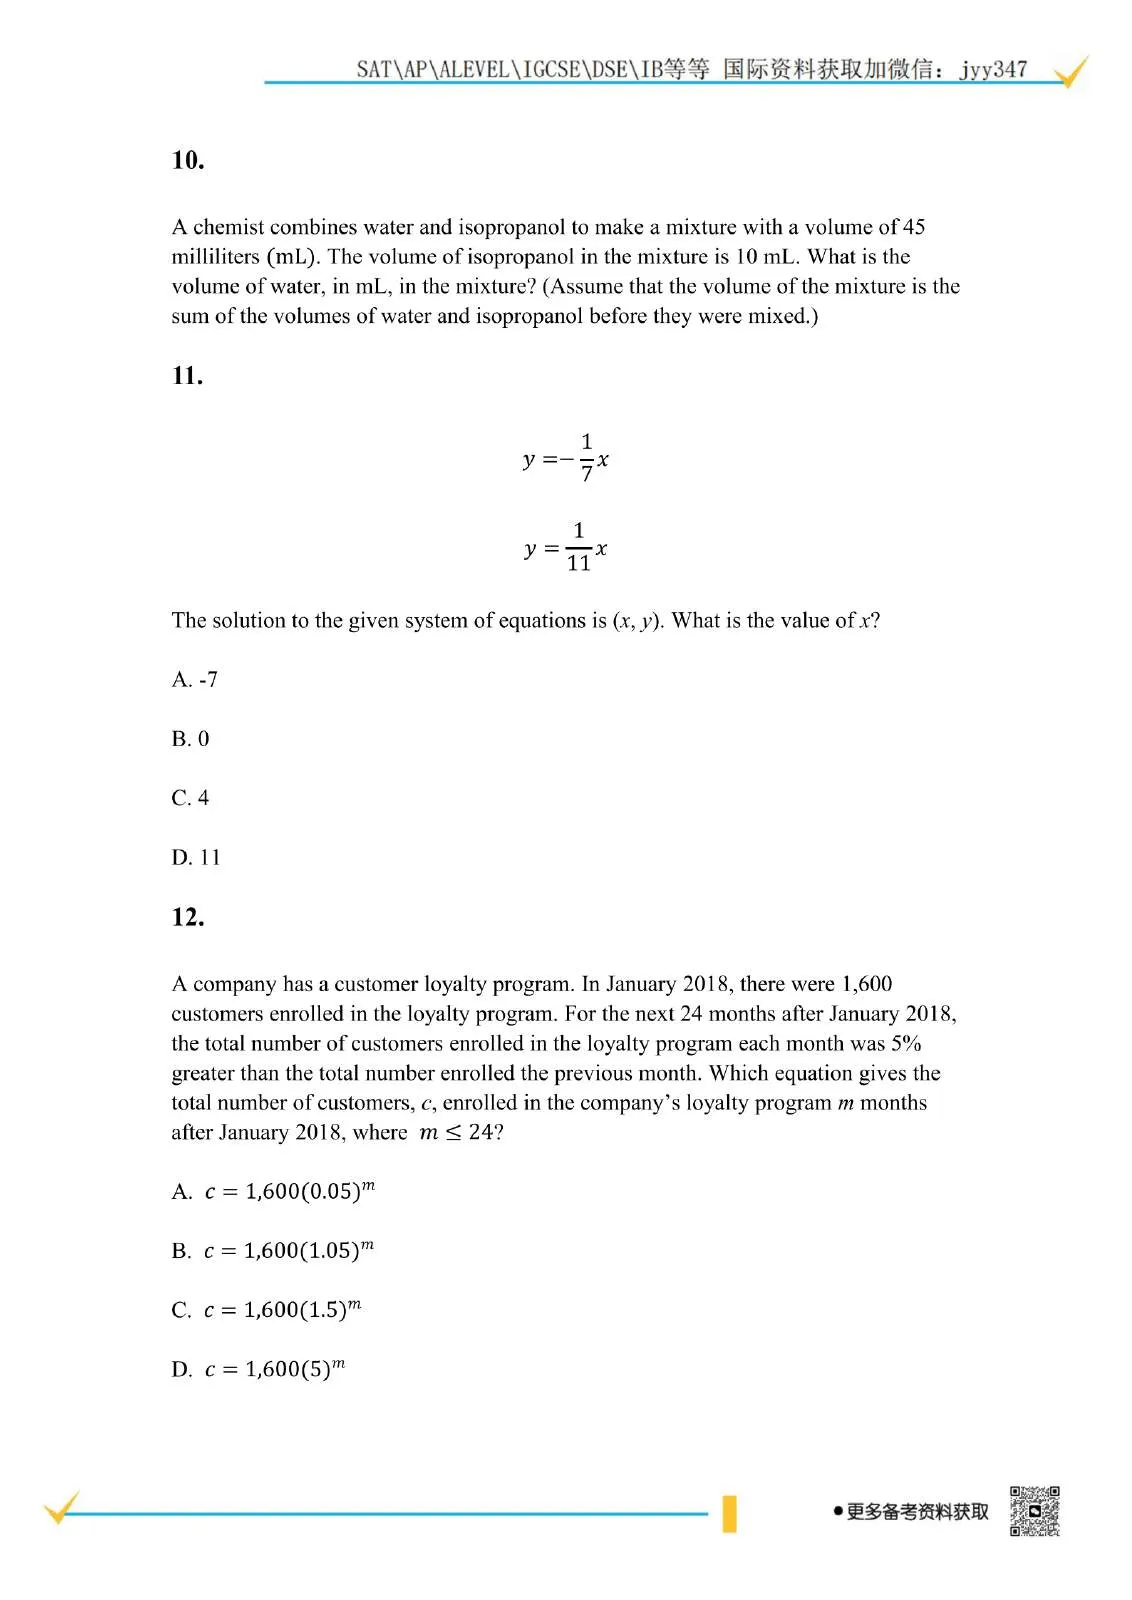 SAT\AP\ALEVEL\IGCSE\DSE\IB等等 国际资料获取加微信：jyy347
10.
A chemist combines water and isopropanol to make a mixture with a volume of 45
milliliters (mL). The volume of isopropanol in the mixture is 10 mL. What is the
volume of water, in mL, in the mixture? (Assume that the volume of the mixture is the
sum of the volumes of water and isopropanol before they were mixed.)
11.
y =− 1/7 x
y = 1/11 x
The solution to the given system of equations is (x, y). What is the value of x?
A. -7
B. 0
C. 4
D. 11
12.
A company has a customer loyalty program. In January 2018, there were 1,600
customers enrolled in the loyalty program. For the next 24 months after January 2018,
the total number of customers enrolled in the loyalty program each month was 5%
greater than the total number enrolled the previous month. Which equation gives the
total number of customers, c, enrolled in the company’s loyalty program m months
after January 2018, where m ≤ 24?
A. c = 1,600(0.05)^m
B. c = 1,600(1.05)^m
C. c = 1,600(1.5)^m
D. c = 1,600(5)^m
●更多备考资料获取